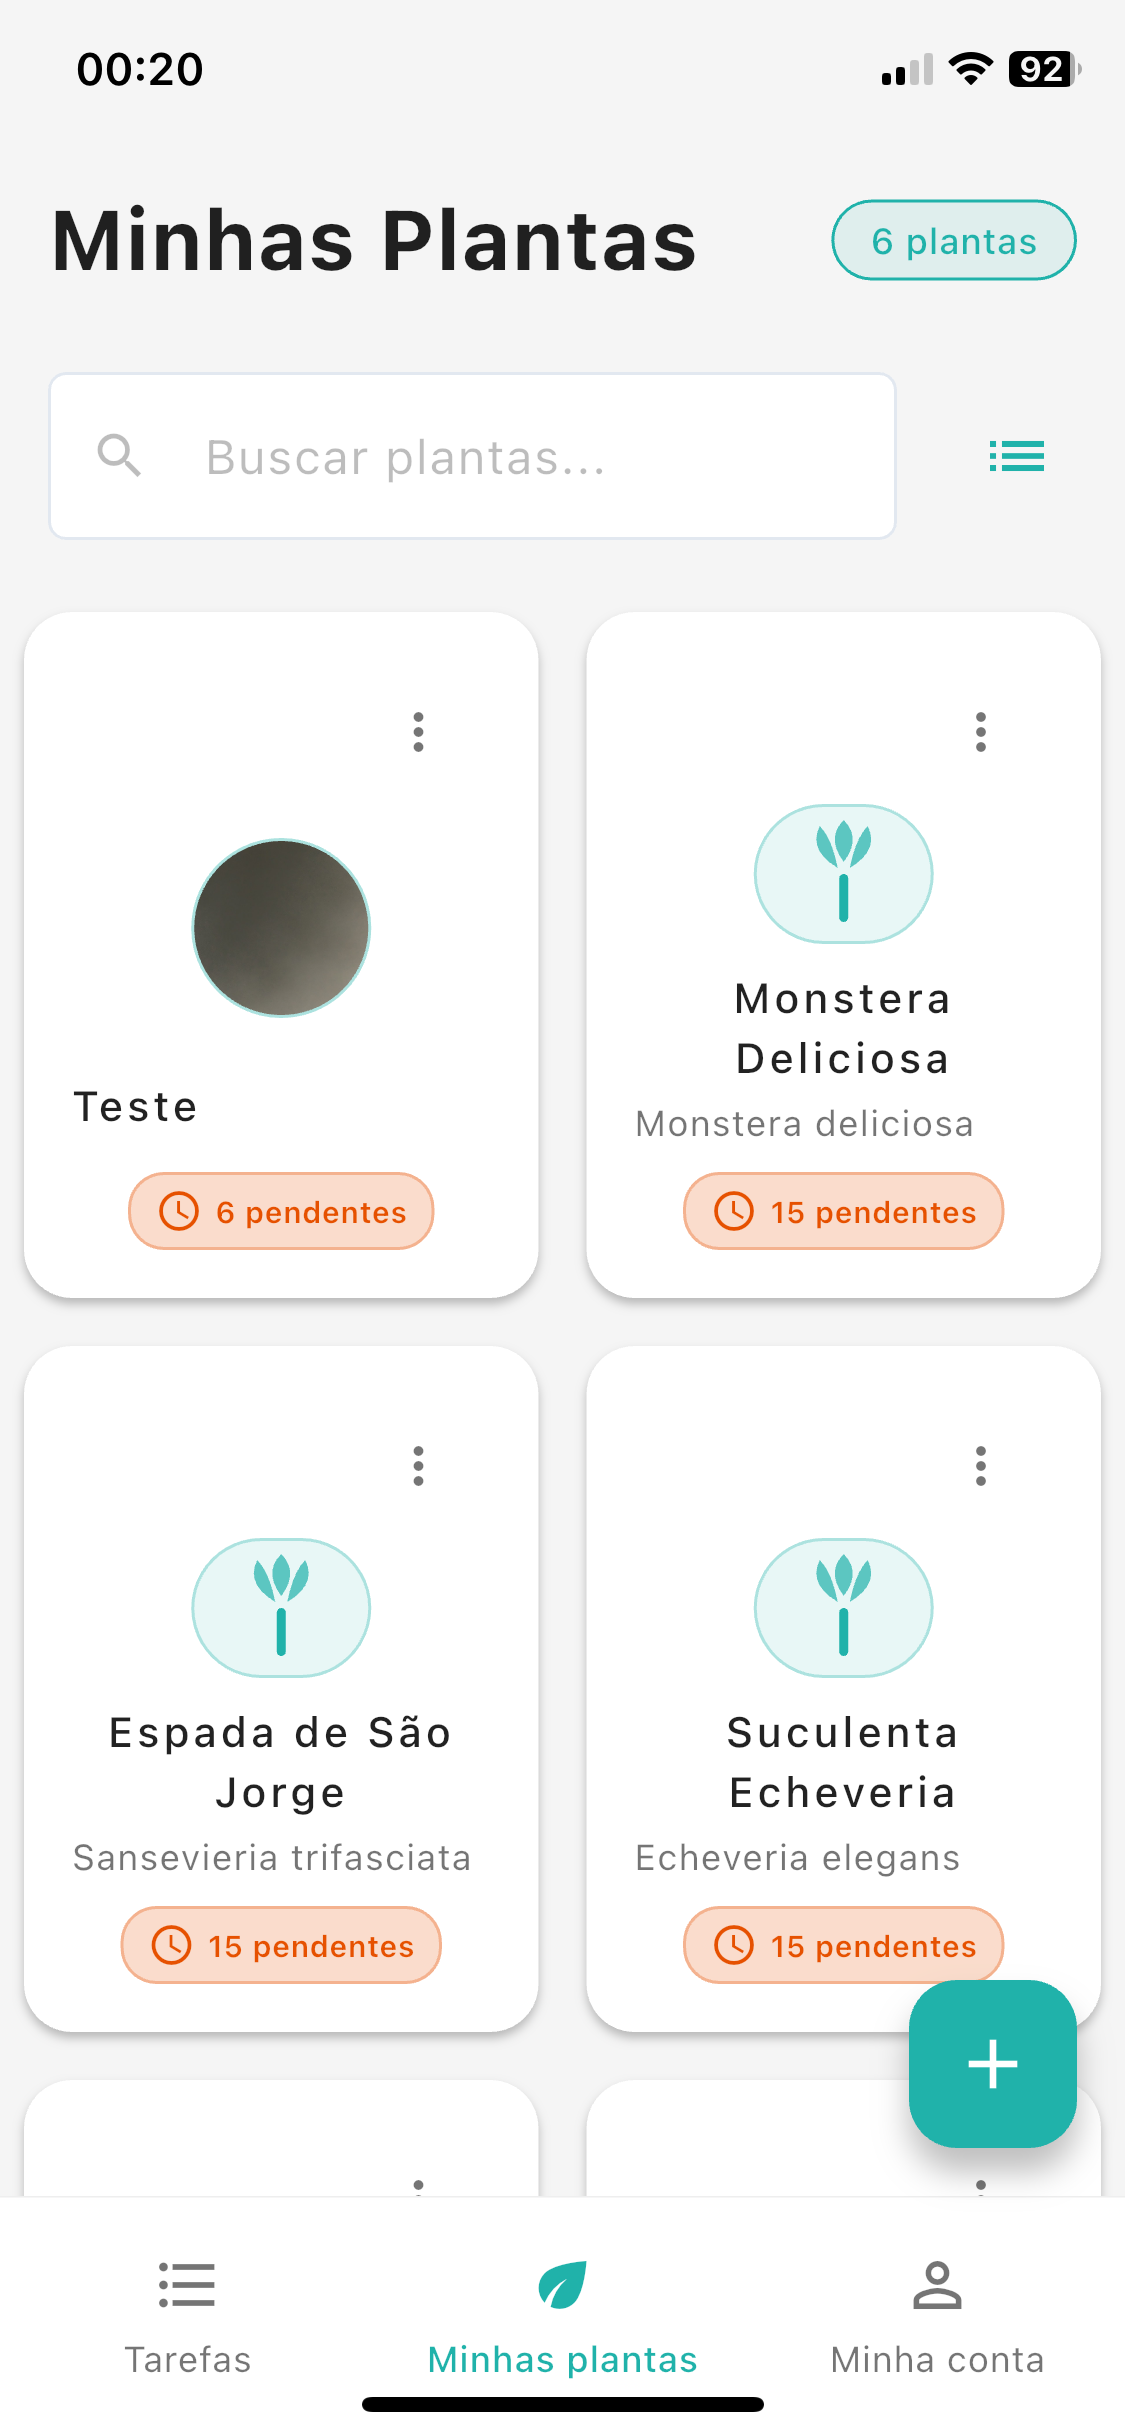 00:20
92
Minhas Plantas
6 plantas
Buscar plantas...
Teste
6 pendentes
Monstera
Deliciosa
Monstera deliciosa
15 pendentes
Espada de São
Jorge
Sansevieria trifasciata
15 pendentes
Suculenta
Echeveria
Echeveria elegans
15 pendentes
Tarefas
Minhas plantas
Minha conta